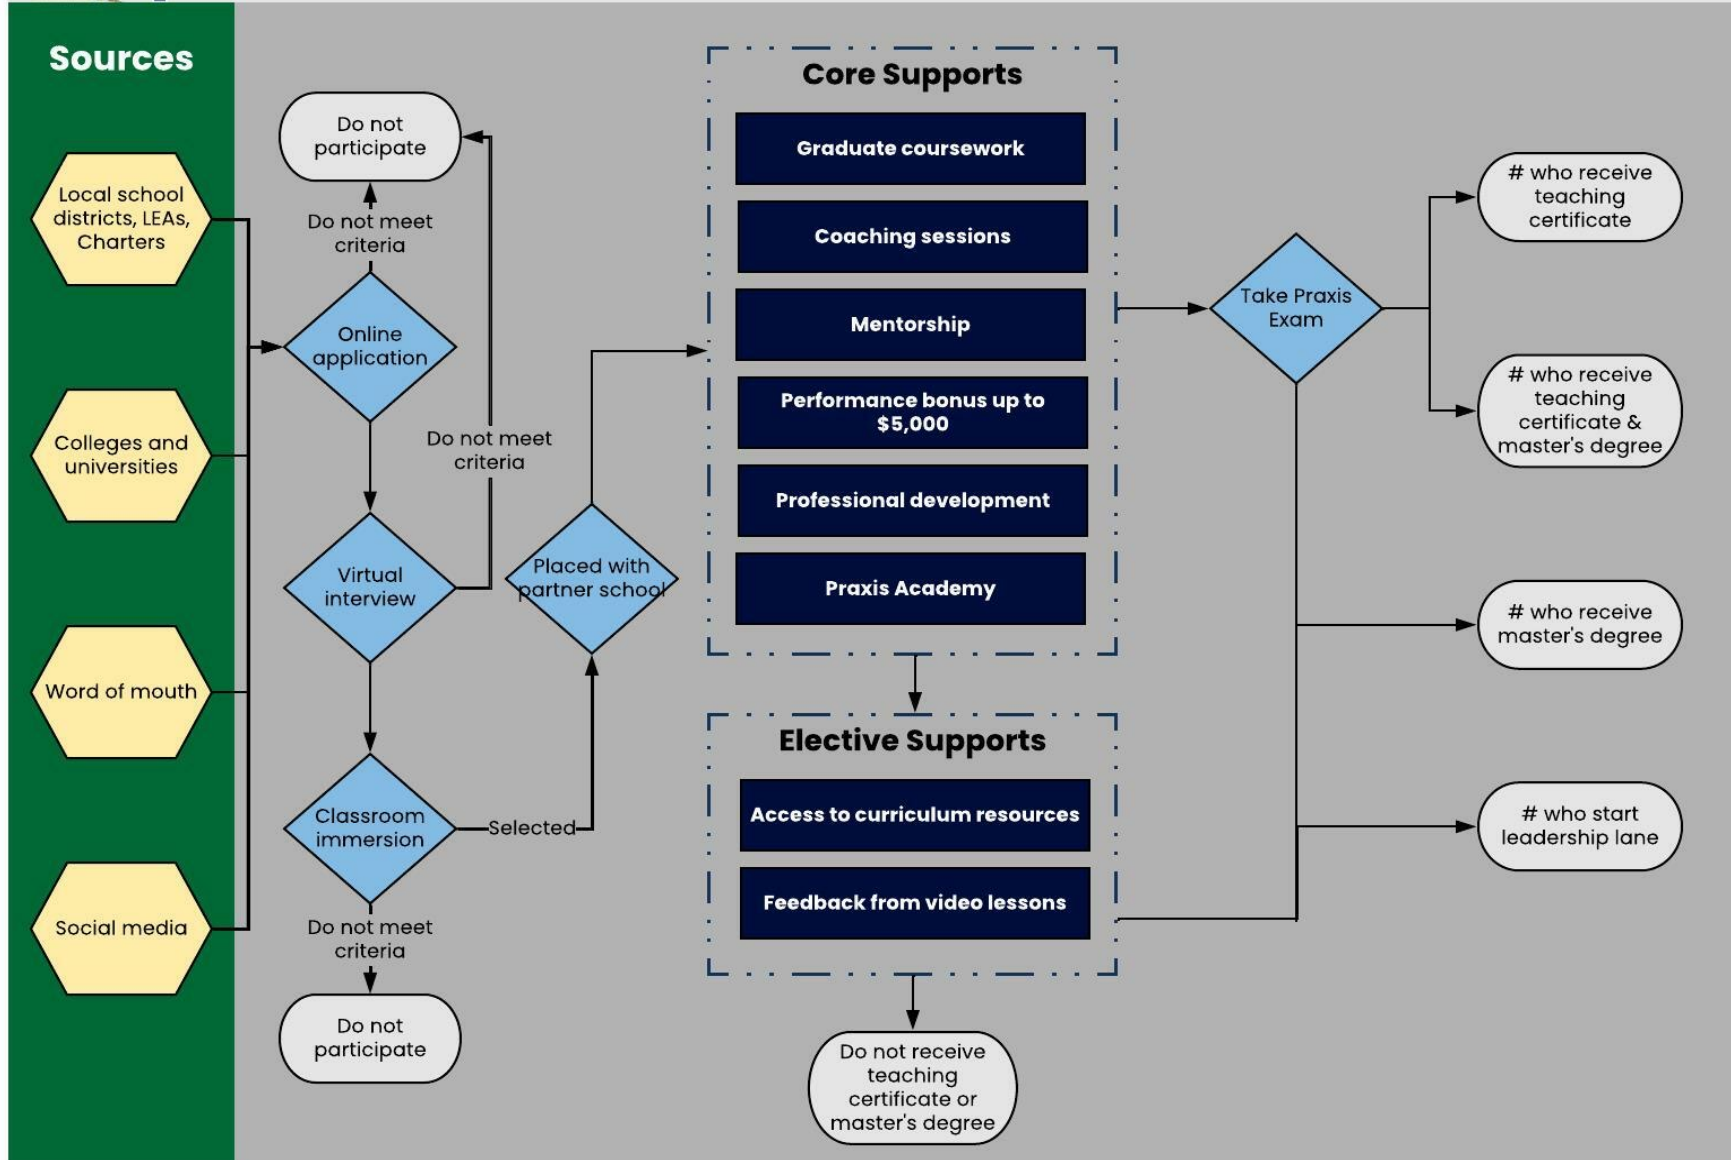 Sources
Local school
districts, LEAs,
Charters
Colleges and
universities
Word of mouth
Social media
Do not
participate
Do not meet
criteria
Online
application
Do not meet
criteria
Virtual
interview
Placed with
partner school
Classroom
immersion
Selected
Do not meet
criteria
Do not
participate
Core Supports
Graduate coursework
Coaching sessions
Mentorship
Performance bonus up to
$5,000
Professional development
Praxis Academy
Elective Supports
Access to curriculum resources
Feedback from video lessons
Do not receive
teaching
certificate or
master's degree
Take Praxis
Exam
# who receive
teaching
certificate
# who receive
teaching
certificate &
master's degree
# who receive
master's degree
# who start
leadership lane